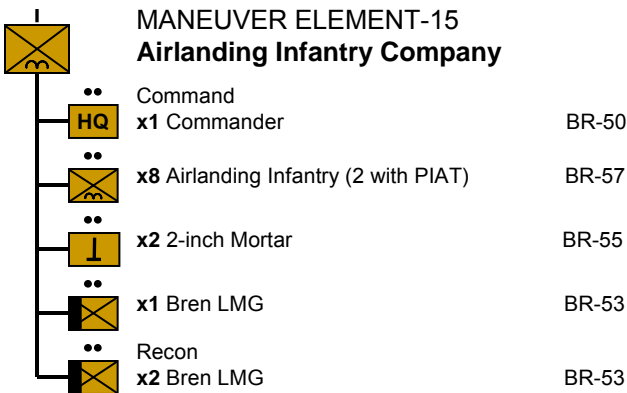 MANEUVER ELEMENT-15
Airlanding Infantry Company
Command
HQ x1 Commander BR-50
x8 Airlanding Infantry (2 with PIAT) BR-57
x2 2-inch Mortar BR-55
x1 Bren LMG BR-53
Recon
x2 Bren LMG BR-53